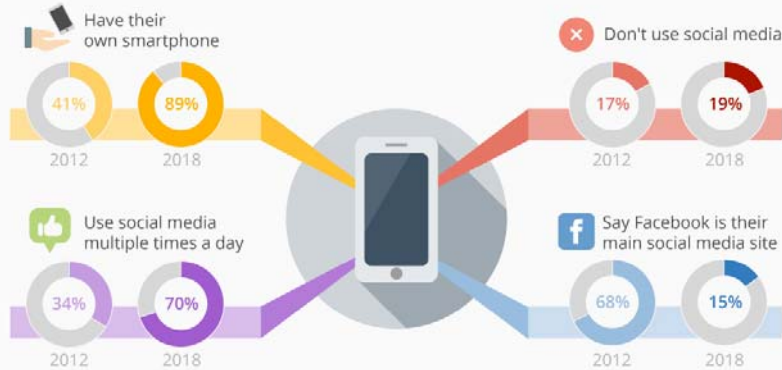 Have their
own smartphone
41%
89%
2012
2018
Don't use social media
17%
19%
2012
2018
Use social media
multiple times a day
34%
70%
2012
2018
f
Say Facebook is their
main social media site
68%
15%
2012
2018